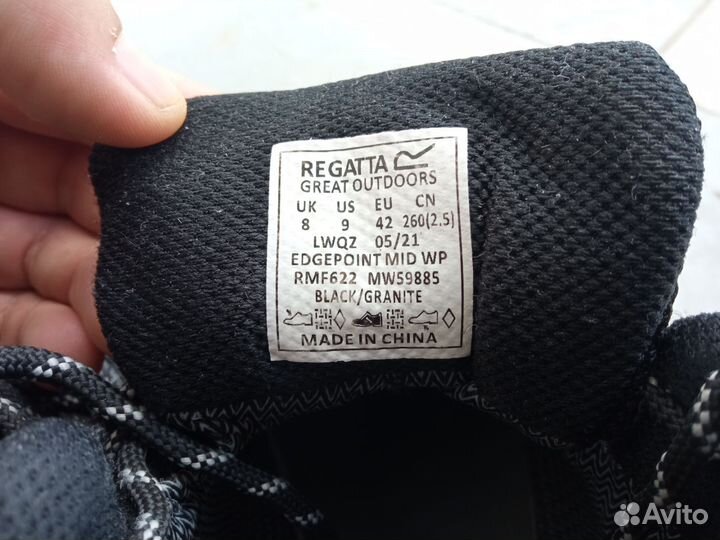 REGATTA
GREAT OUTDOORS
UK US EU CN
8 9 42 260(2.5)
LWQZ 05/21
EDGEPOINT MID WP
RMF622 MW59885
BLACK/GRANITE
MADE IN CHINA
Avito